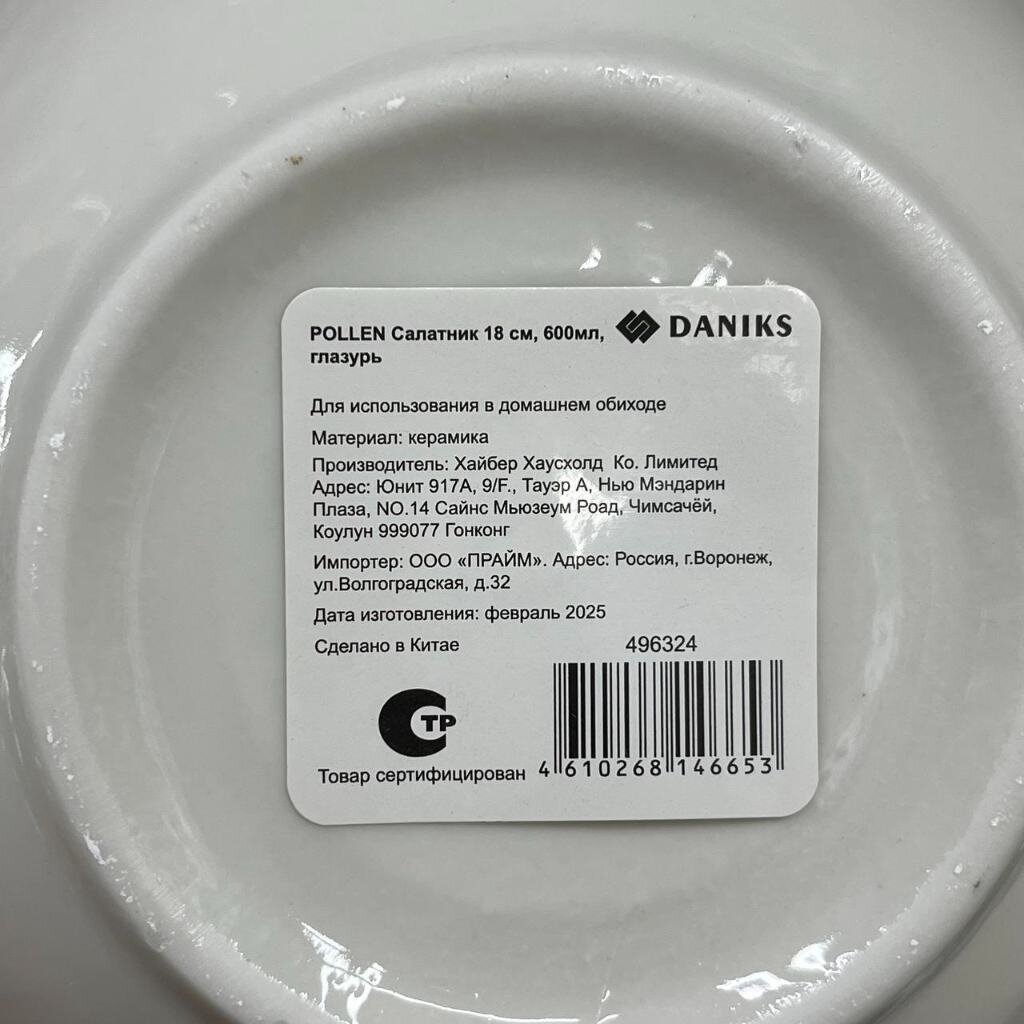 POLLEN Салатник 18 см, 600мл,
глазурь
DANIKS
Для использования в домашнем обиходе
Материал: керамика
Производитель: Хайбер Хаусхолд Ко. Лимитед
Адрес: Юнит 917А, 9/F., Тауэр А, Нью Мэндарин
Плаза, NO.14 Сайнс Мьюзеум Роад, Чимсачёй,
Коулун 999077 Гонконг
Импортер: ООО «ПРАЙМ». Адрес: Россия, г.Воронеж,
ул.Волгоградская, д.32
Дата изготовления: февраль 2025
Сделано в Китае
496324
ТР
Товар сертифицирован
4 610268 146653